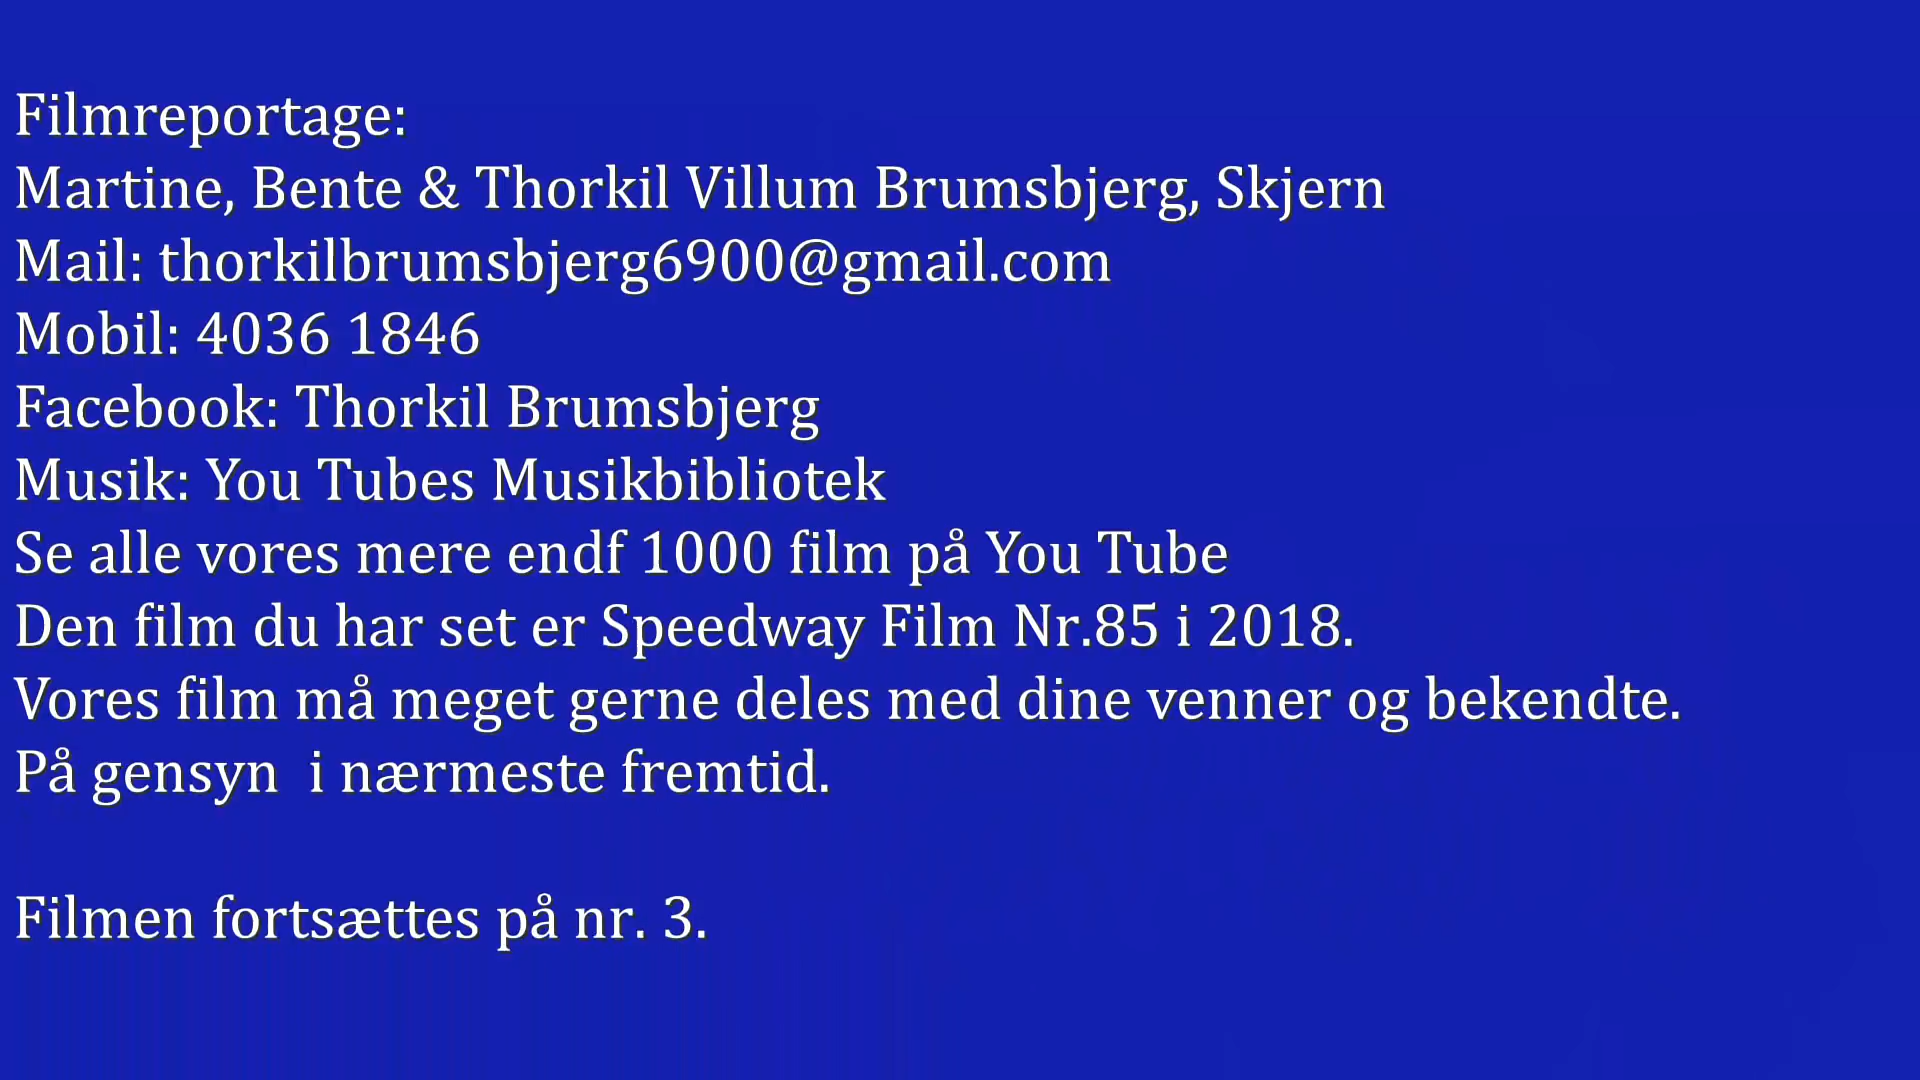 Filmreportage:
Martine, Bente & Thorkil Villum Brumsbjerg, Skjern
Mail: thorkilbrumsbjerg6900@gmail.com
Mobil: 4036 1846
Facebook: Thorkil Brumsbjerg
Musik: You Tubes Musikbibliotek
Se alle vores mere endf 1000 film på You Tube
Den film du har set er Speedway Film Nr.85 i 2018.
Vores film må meget gerne deles med dine venner og bekendte.
På gensyn  i nærmeste fremtid.
Filmen fortsættes på nr. 3.